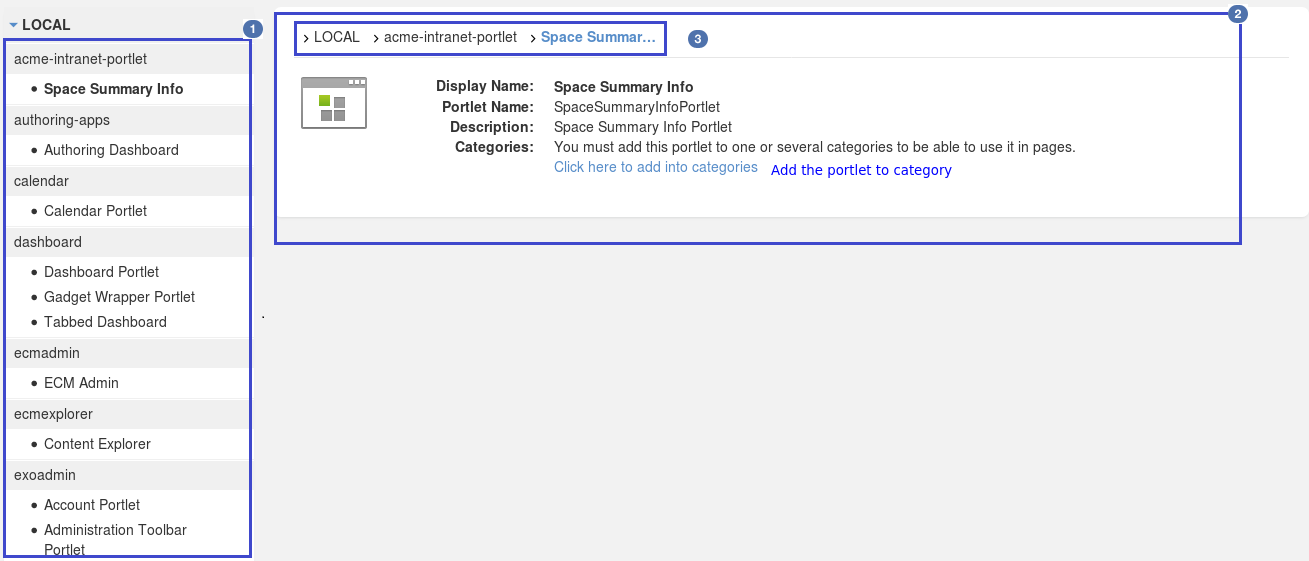 LOCAL
1
acme-intranet-portlet
• Space Summary Info
authoring-apps
• Authoring Dashboard
calendar
• Calendar Portlet
dashboard
• Dashboard Portlet
• Gadget Wrapper Portlet
• Tabbed Dashboard
ecmadmin
• ECM Admin
ecmexplorer
• Content Explorer
exoadmin
• Account Portlet
• Administration Toolbar
Portlet
.
2
LOCAL acme-intranet-portlet Space Summar... 3
Display Name: Space Summary Info
Portlet Name: SpaceSummaryInfoPortlet
Description: Space Summary Info Portlet
Categories: You must add this portlet to one or several categories to be able to use it in pages.
Click here to add into categories Add the portlet to category